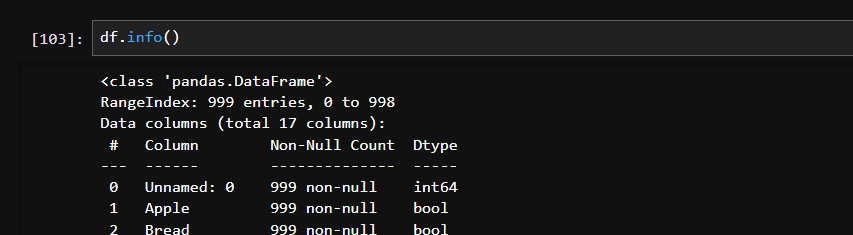 [103]: df.info()
<class 'pandas.DataFrame'>
RangeIndex: 999 entries, 0 to 998
Data columns (total 17 columns):
 #   Column      Non-Null Count  Dtype
---  ------      --------------  -----
 0   Unnamed: 0  999 non-null    int64
 1   Apple       999 non-null    bool
 2   Bread       999 non-null    bool